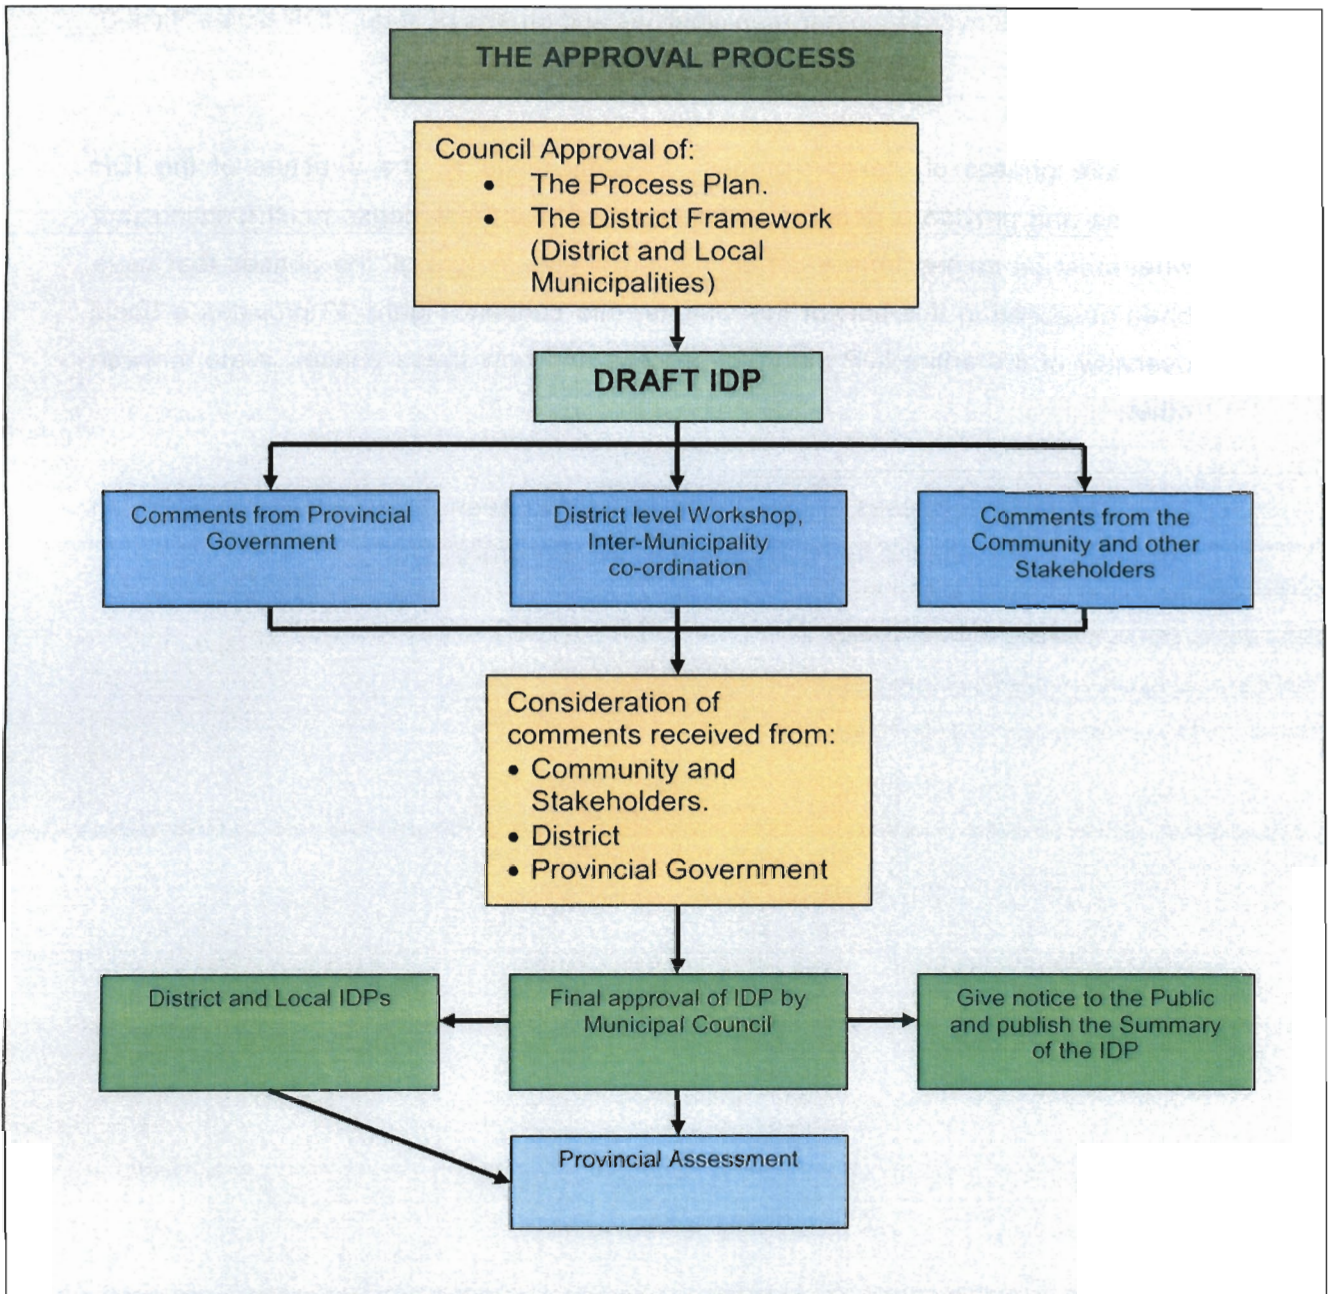 THE APPROVAL PROCESS
Council Approval of:
• The Process Plan.
• The District Framework
(District and Local
Municipalities)
DRAFT IDP
Comments from Provincial
Government
District level Workshop,
Inter-Municipality
co-ordination
Comments from the
Community and other
Stakeholders
Consideration of
comments received from:
• Community and
Stakeholders.
• District
• Provincial Government
District and Local IDPs
Final approval of IDP by
Municipal Council
Give notice to the Public
and publish the Summary
of the IDP
Provincial Assessment